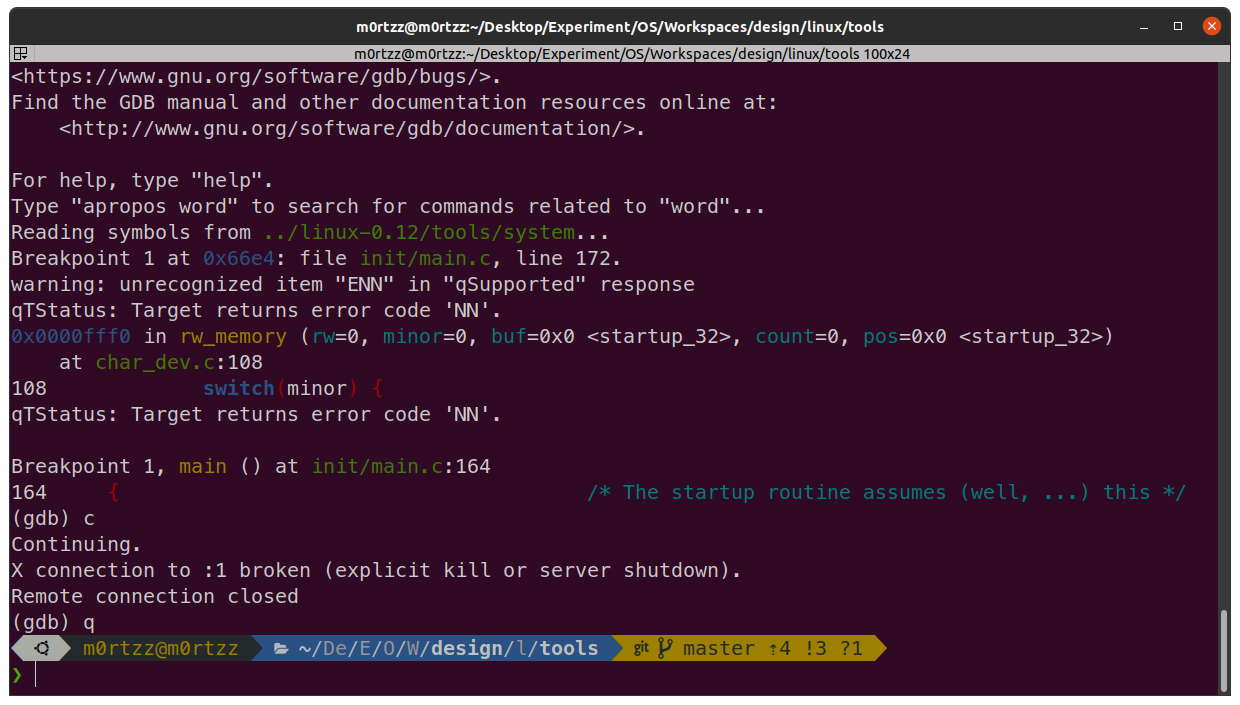 m0rtzz@m0rtzz:~/Desktop/Experiment/OS/Workspaces/design/linux/tools
m0rtzz@m0rtzz:~/Desktop/Experiment/OS/Workspaces/design/linux/tools 100x24
<https://www.gnu.org/software/gdb/bugs/>.
Find the GDB manual and other documentation resources online at:
    <http://www.gnu.org/software/gdb/documentation/>.

For help, type "help".
Type "apropos word" to search for commands related to "word"...
Reading symbols from ../linux-0.12/tools/system...
Breakpoint 1 at 0x66e4: file init/main.c, line 172.
warning: unrecognized item "ENN" in "qSupported" response
qTStatus: Target returns error code 'NN'.
0x0000fff0 in rw_memory (rw=0, minor=0, buf=0x0 <startup_32>, count=0, pos=0x0 <startup_32>)
    at char_dev.c:108
108             switch(minor) {
qTStatus: Target returns error code 'NN'.

Breakpoint 1, main () at init/main.c:164
164     {                                       /* The startup routine assumes (well, ...) this */
(gdb) c
Continuing.
X connection to :1 broken (explicit kill or server shutdown).
Remote connection closed
(gdb) q
m0rtzz@m0rtzz ~/De/E/O/W/design/l/tools git master ⇡4 !3 ?1
❯